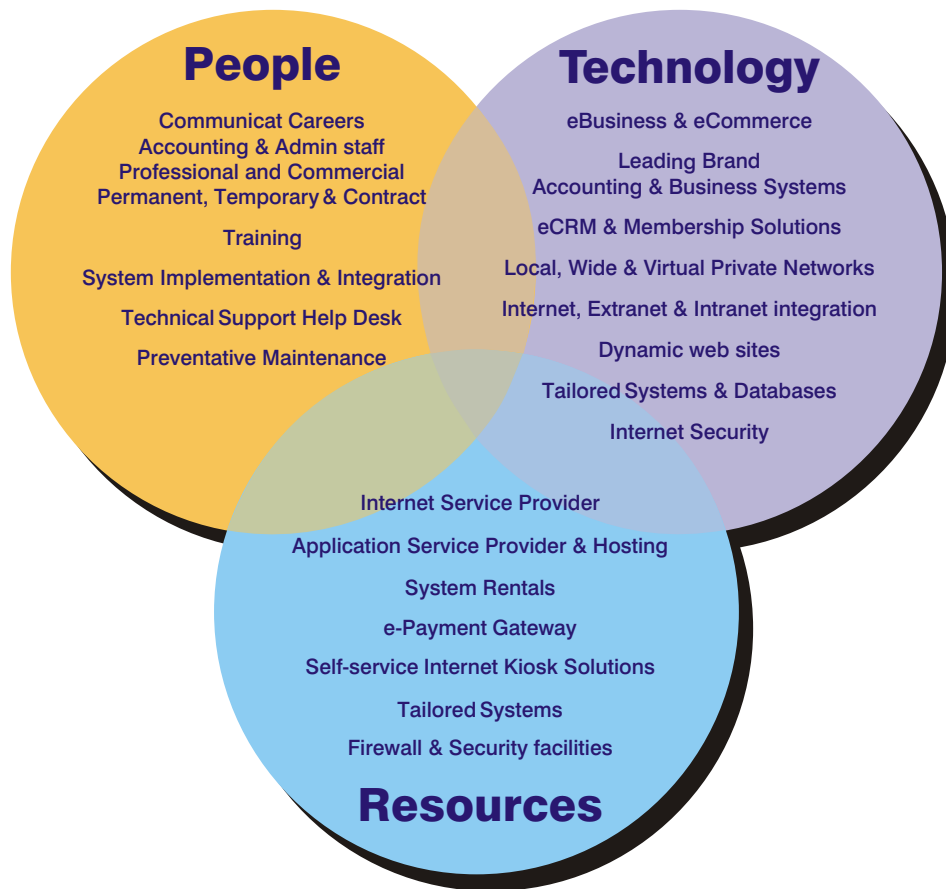 People
Communicat Careers
Accounting & Admin staff
Professional and Commercial
Permanent, Temporary & Contract
Training
System Implementation & Integration
Technical Support Help Desk
Preventative Maintenance
Technology
eBusiness & eCommerce
Leading Brand
Accounting & Business Systems
eCRM & Membership Solutions
Local, Wide & Virtual Private Networks
Internet, Extranet & Intranet integration
Dynamic web sites
Tailored Systems & Databases
Internet Security
Internet Service Provider
Application Service Provider & Hosting
System Rentals
e-Payment Gateway
Self-service Internet Kiosk Solutions
Tailored Systems
Firewall & Security facilities
Resources